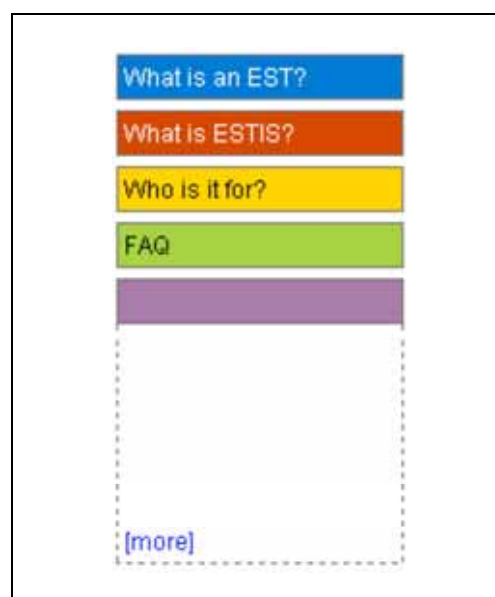 What is an EST?
What is ESTIS?
Who is it for?
FAQ
[more]